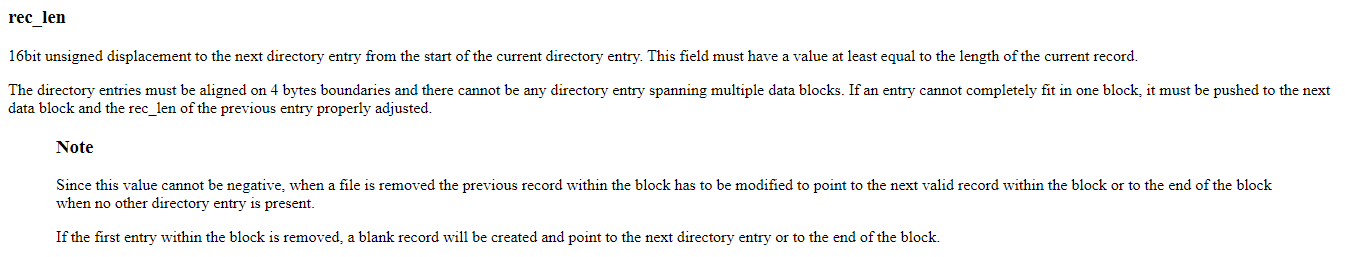 rec_len
16bit unsigned displacement to the next directory entry from the start of the current directory entry. This field must have a value at least equal to the length of the current record.
The directory entries must be aligned on 4 bytes boundaries and there cannot be any directory entry spanning multiple data blocks. If an entry cannot completely fit in one block, it must be pushed to the next
data block and the rec_len of the previous entry properly adjusted.
Note
Since this value cannot be negative, when a file is removed the previous record within the block has to be modified to point to the next valid record within the block or to the end of the block
when no other directory entry is present.
If the first entry within the block is removed, a blank record will be created and point to the next directory entry or to the end of the block.